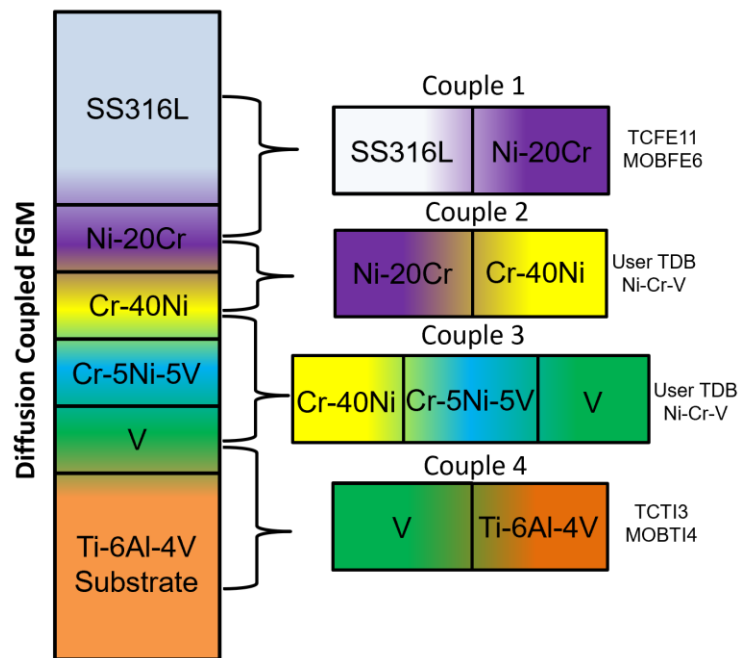 Diffusion Coupled FGM
SS316L
Ni-20Cr
Cr-40Ni
Cr-5Ni-5V
V
Ti-6Al-4V
Substrate
Couple 1
SS316L
Ni-20Cr
TCFE11
MOBFE6
Couple 2
Ni-20Cr
Cr-40Ni
User TDB
Ni-Cr-V
Couple 3
Cr-40Ni
Cr-5Ni-5V
V
User TDB
Ni-Cr-V
Couple 4
V
Ti-6Al-4V
TCTI3
MOBTI4